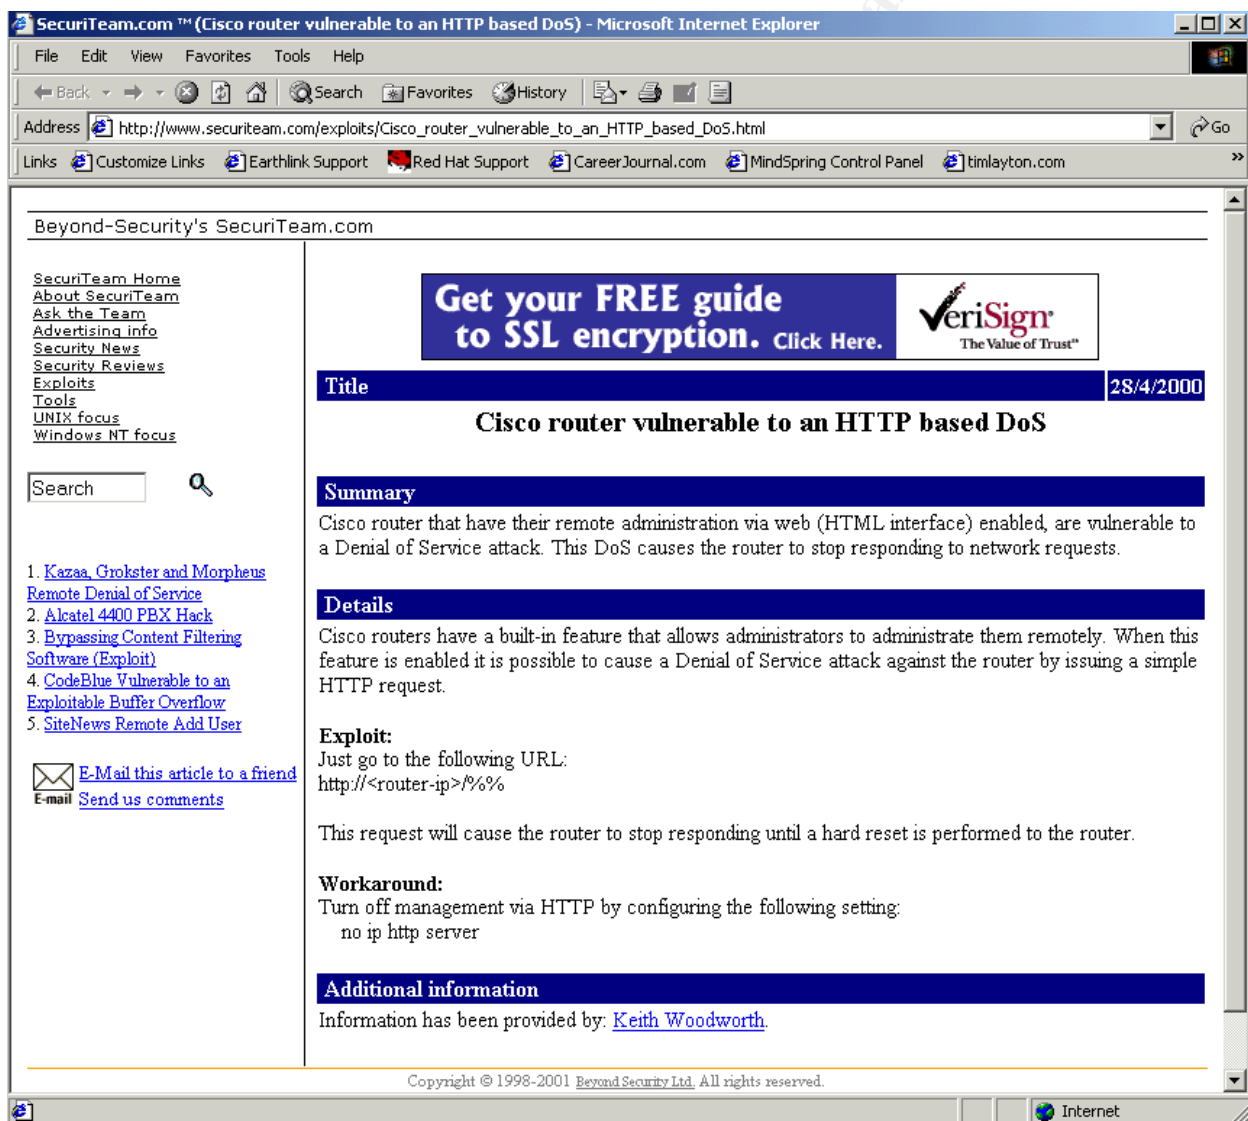 SecuriTeam.com ™ (Cisco router vulnerable to an HTTP based DoS) - Microsoft Internet Explorer
File Edit View Favorites Tools Help
Back Search Favorites History
Address http://www.securiteam.com/exploits/Cisco_router_vulnerable_to_an_HTTP_based_DoS.html Go
Links Customize Links Earthlink Support Red Hat Support CareerJournal.com MindSpring Control Panel timlayton.com »
Beyond-Security's SecuriTeam.com
SecuriTeam Home
About SecuriTeam
Ask the Team
Advertising info
Security News
Security Reviews
Exploits
Tools
UNIX focus
Windows NT focus
Search
1. Kazaa, Grokster and Morpheus
Remote Denial of Service
2. Alcatel 4400 PBX Hack
3. Bypassing Content Filtering
Software (Exploit)
4. CodeBlue Vulnerable to an
Exploitable Buffer Overflow
5. SiteNews Remote Add User
E-Mail this article to a friend
E-mail Send us comments
Get your FREE guide
to SSL encryption. Click Here.
VeriSign®
The Value of Trust™
Title 28/4/2000
Cisco router vulnerable to an HTTP based DoS
Summary
Cisco router that have their remote administration via web (HTML interface) enabled, are vulnerable to
a Denial of Service attack. This DoS causes the router to stop responding to network requests.
Details
Cisco routers have a built-in feature that allows administrators to administrate them remotely. When this
feature is enabled it is possible to cause a Denial of Service attack against the router by issuing a simple
HTTP request.
Exploit:
Just go to the following URL:
http://<router-ip>/%%
This request will cause the router to stop responding until a hard reset is performed to the router.
Workaround:
Turn off management via HTTP by configuring the following setting:
no ip http server
Additional information
Information has been provided by: Keith Woodworth.
Copyright © 1998-2001 Beyond Security Ltd. All rights reserved.
Internet